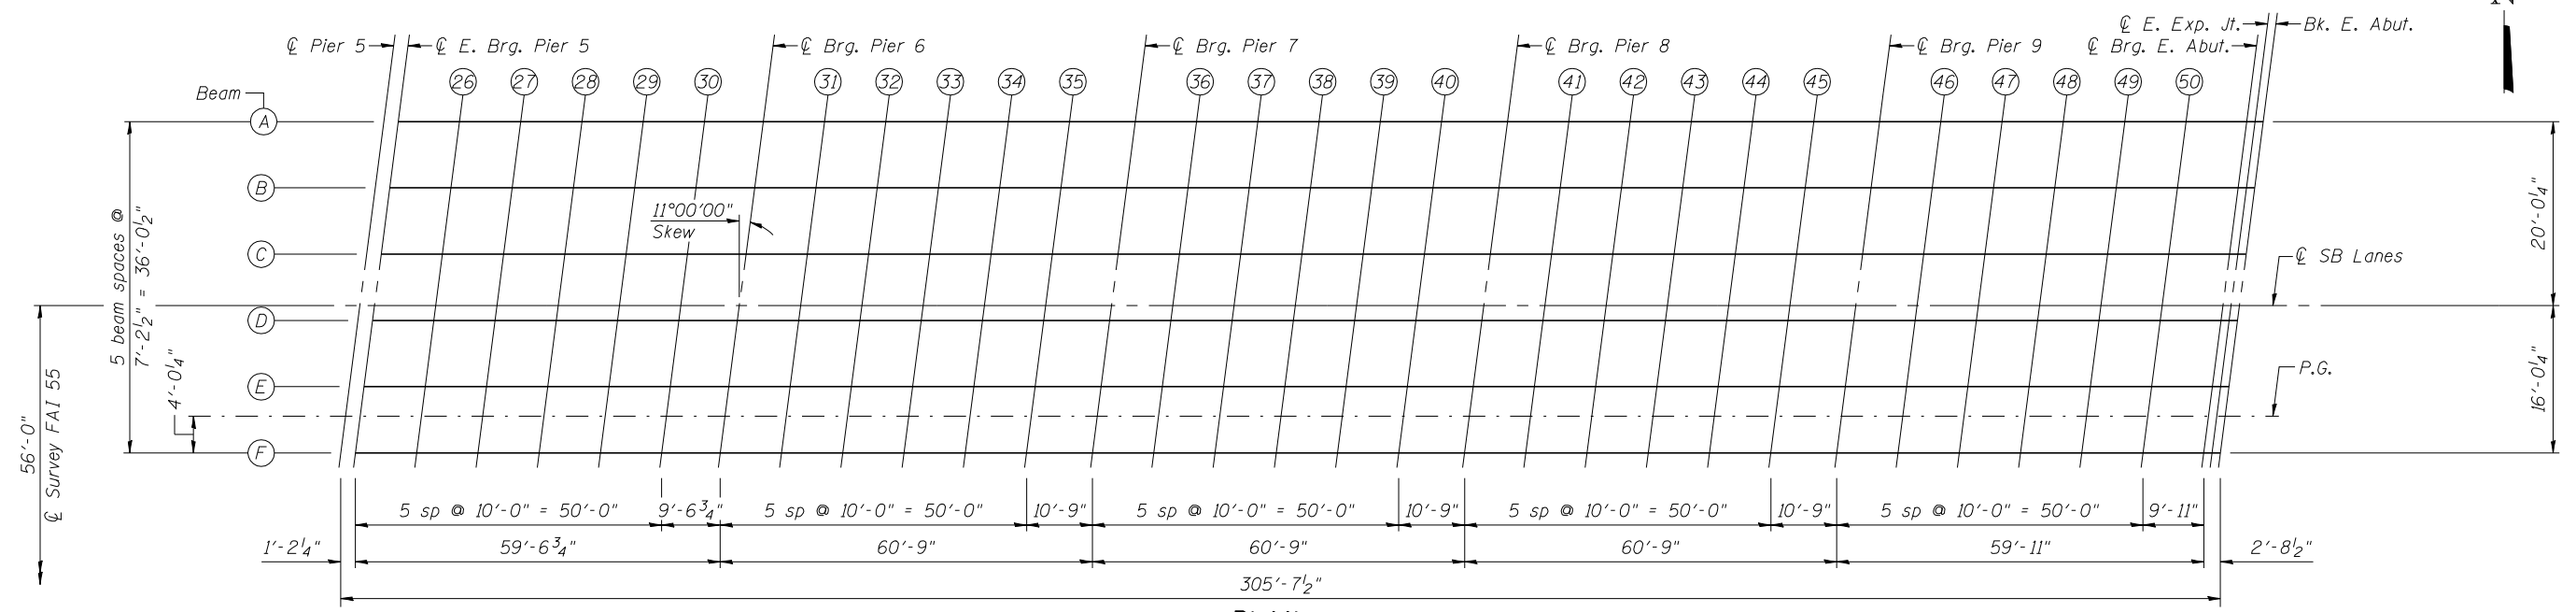 N
℄ E. Exp. Jt.
Bk. E. Abut.
℄ Pier 5
℄ E. Brg. Pier 5
℄ Brg. Pier 6
℄ Brg. Pier 7
℄ Brg. Pier 8
℄ Brg. Pier 9
℄ Brg. E. Abut.
26 27 28 29 30 31 32 33 34 35 36 37 38 39 40 41 42 43 44 45 46 47 48 49 50
Beam
A
B
C
D
E
F
5 beam spaces @
7'-2½" = 36'-0½"
11°00'00"
Skew
20'-0¼"
℄ SB Lanes
4'-0¼"
P.G.
16'-0¼"
56'-0"
℄ Survey FAI 55
5 sp @ 10'-0" = 50'-0" 9'-6¾" 5 sp @ 10'-0" = 50'-0" 10'-9" 5 sp @ 10'-0" = 50'-0" 10'-9" 5 sp @ 10'-0" = 50'-0" 10'-9" 5 sp @ 10'-0" = 50'-0" 9'-11"
1'-2¼" 59'-6¾" 60'-9" 60'-9" 60'-9" 59'-11" 2'-8½"
305'-7½"